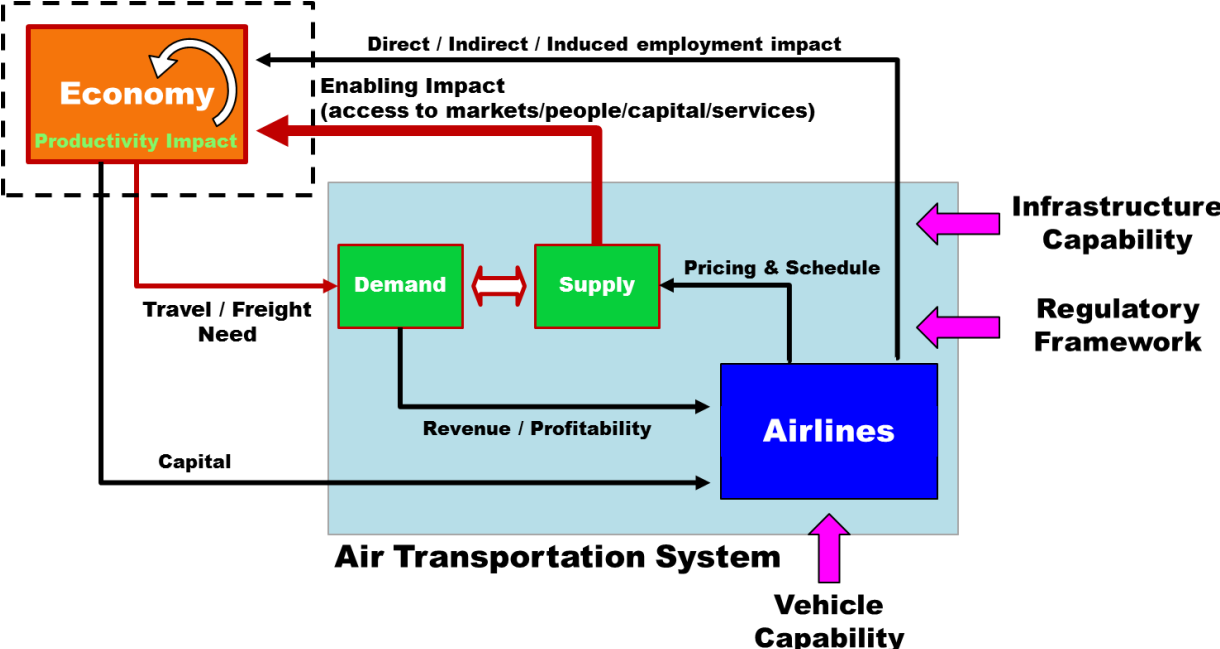 Direct / Indirect / Induced employment impact
Economy
Productivity Impact
Enabling Impact
(access to markets/people/capital/services)
Infrastructure
Capability
Demand
Supply
Pricing & Schedule
Travel / Freight
Need
Regulatory
Framework
Revenue / Profitability
Airlines
Capital
Air Transportation System
Vehicle
Capability